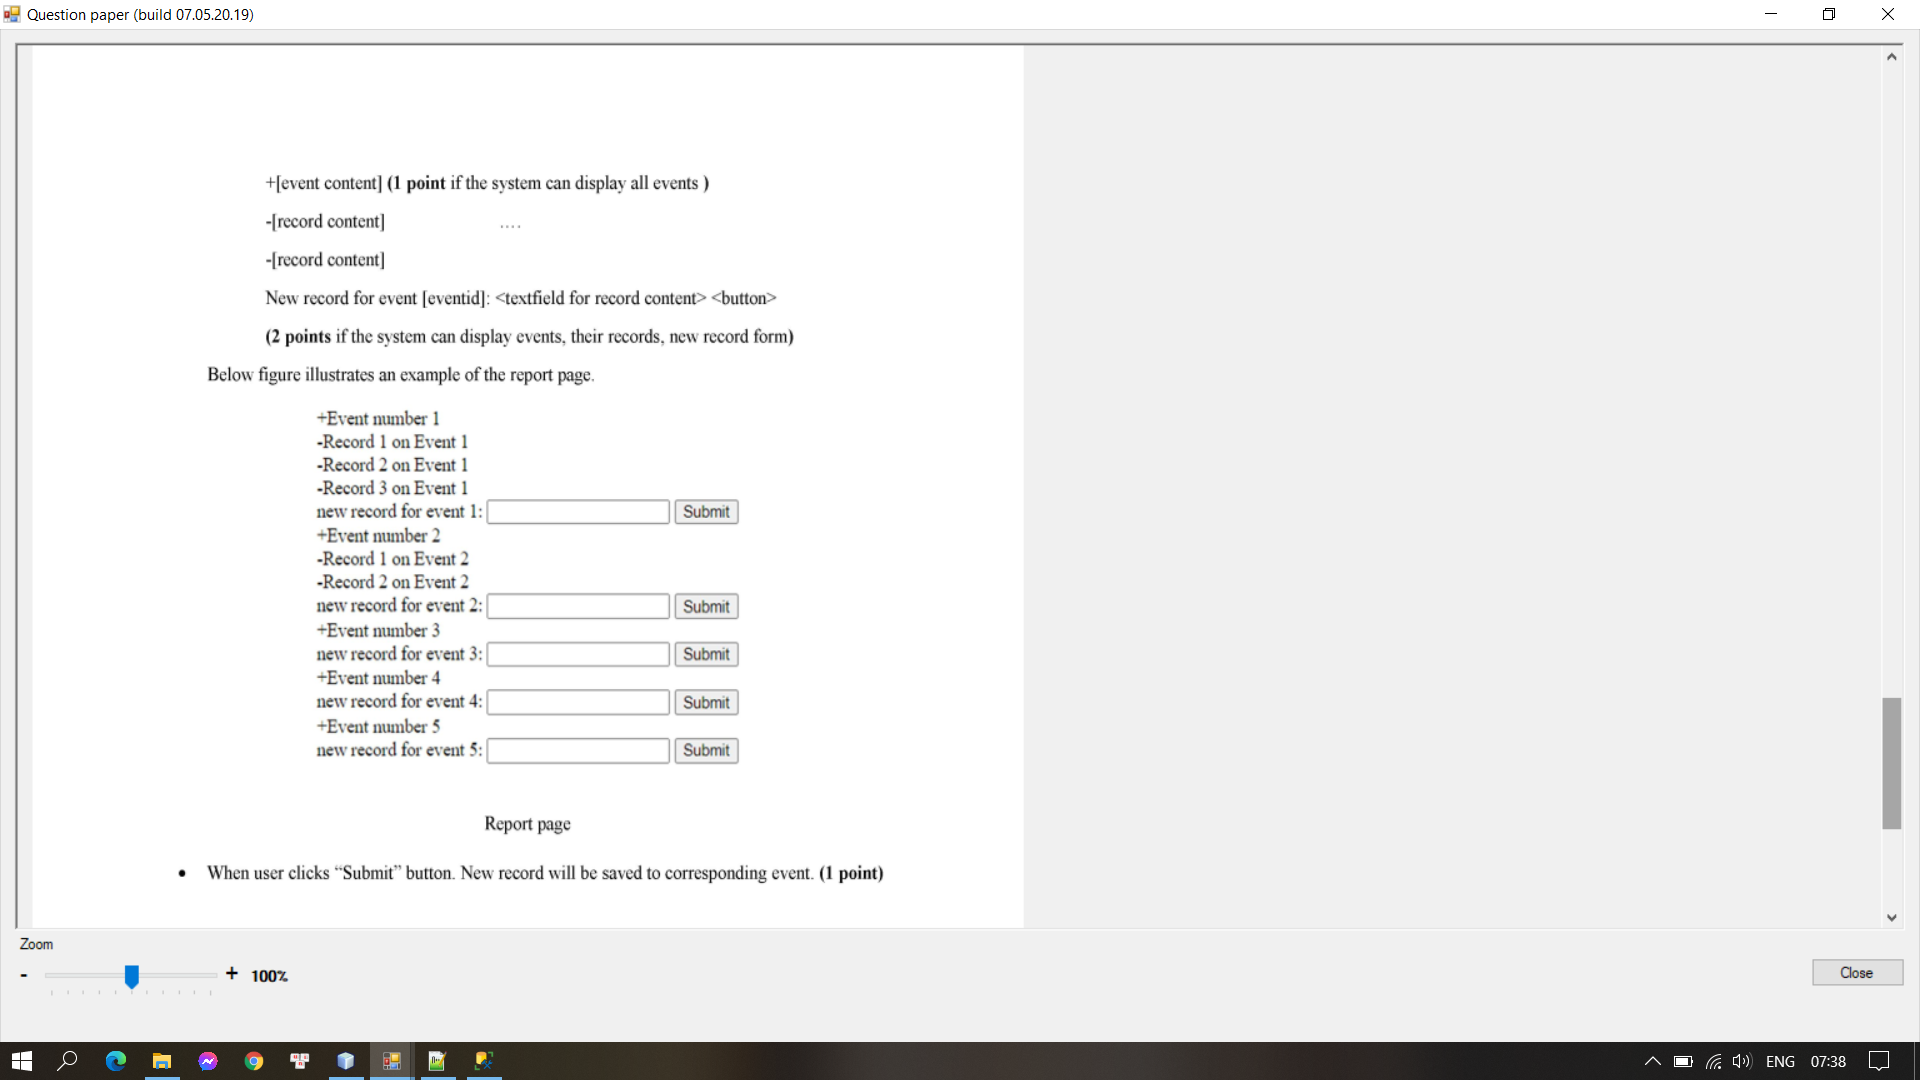 Question paper (build 07.05.20.19)
+[event content] (1 point if the system can display all events )
-[record content] ....
-[record content]
New record for event [eventid]: <textfield for record content> <button>
(2 points if the system can display events, their records, new record form)
Below figure illustrates an example of the report page.
+Event number 1
-Record 1 on Event 1
-Record 2 on Event 1
-Record 3 on Event 1
new record for event 1: Submit
+Event number 2
-Record 1 on Event 2
-Record 2 on Event 2
new record for event 2: Submit
+Event number 3
new record for event 3: Submit
+Event number 4
new record for event 4: Submit
+Event number 5
new record for event 5: Submit
Report page
• When user clicks “Submit” button. New record will be saved to corresponding event. (1 point)
Zoom
- + 100%
Close
ENG 07:38